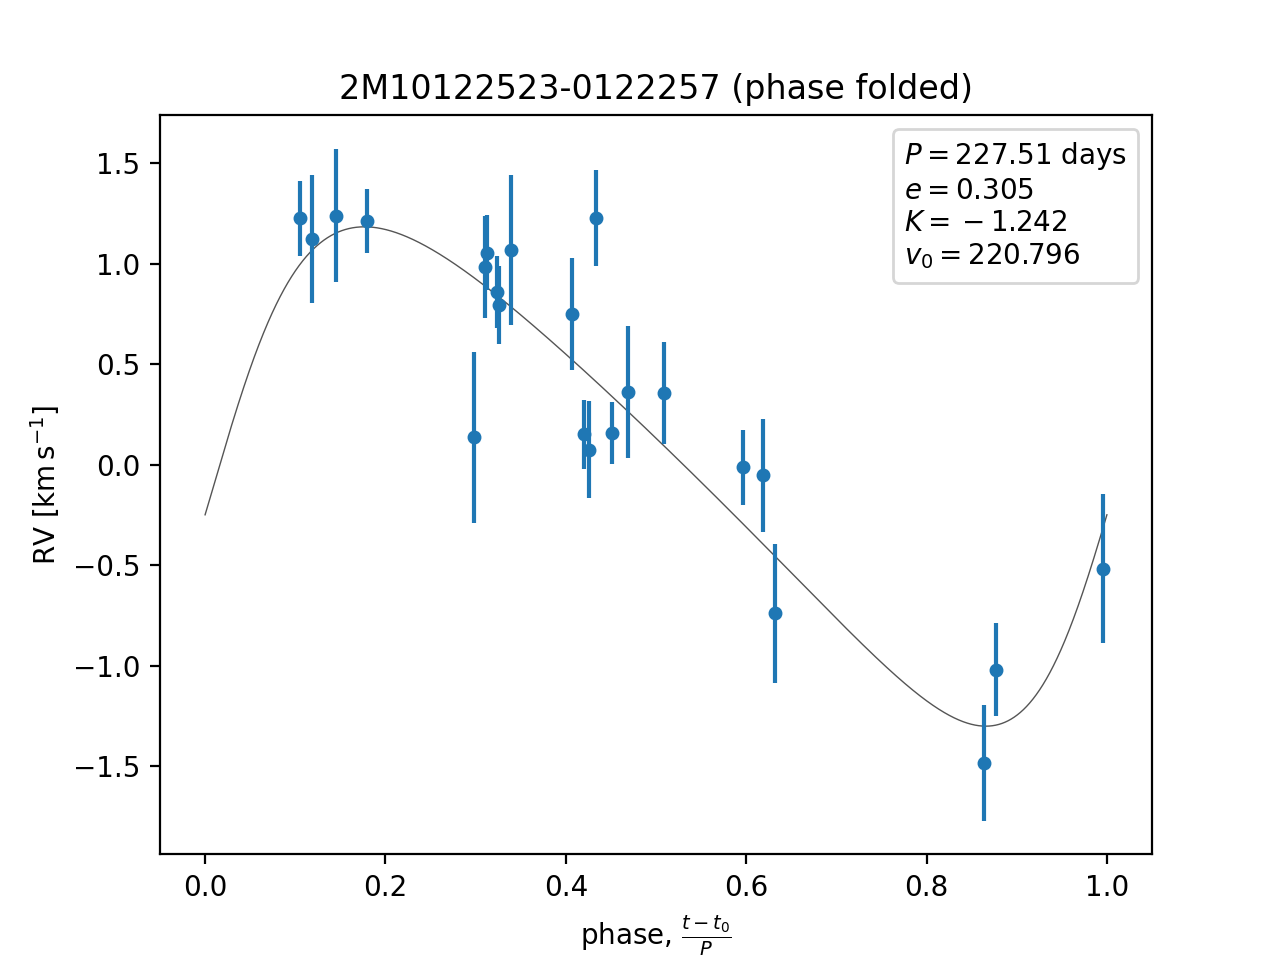 2M10122523-0122257 (phase folded)
P = 227.51 days
e = 0.305
K = −1.242
v₀ = 220.796
RV [km s⁻¹]
1.5
1.0
0.5
0.0
−0.5
−1.0
−1.5
0.0 0.2 0.4 0.6 0.8 1.0
phase, (t − t₀)/P